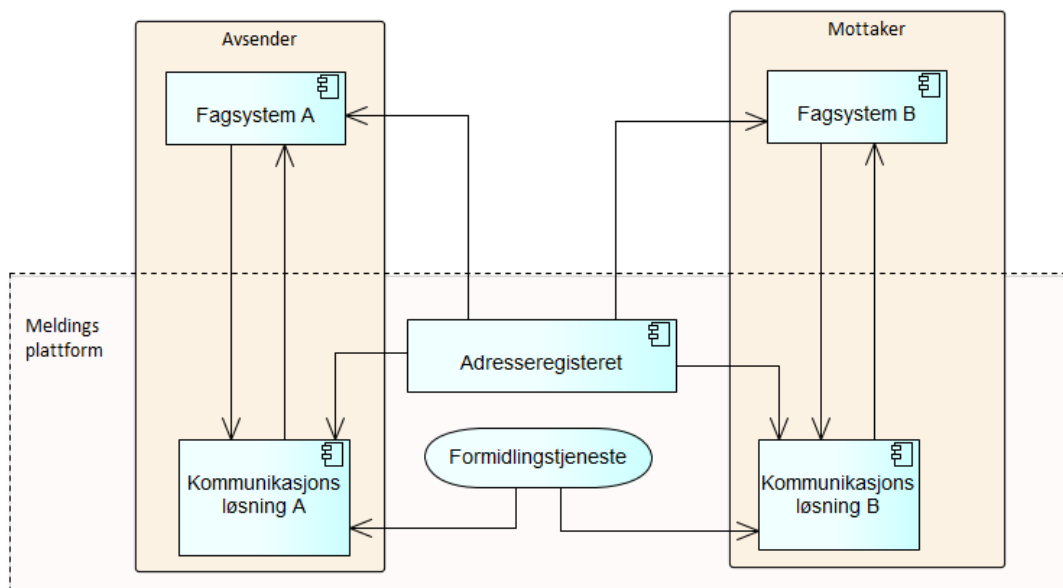 Avsender
Mottaker
Fagsystem A
Fagsystem B
Meldings
plattform
Adresseregisteret
Formidlingstjeneste
Kommunikasjons
løsning A
Kommunikasjons
løsning B